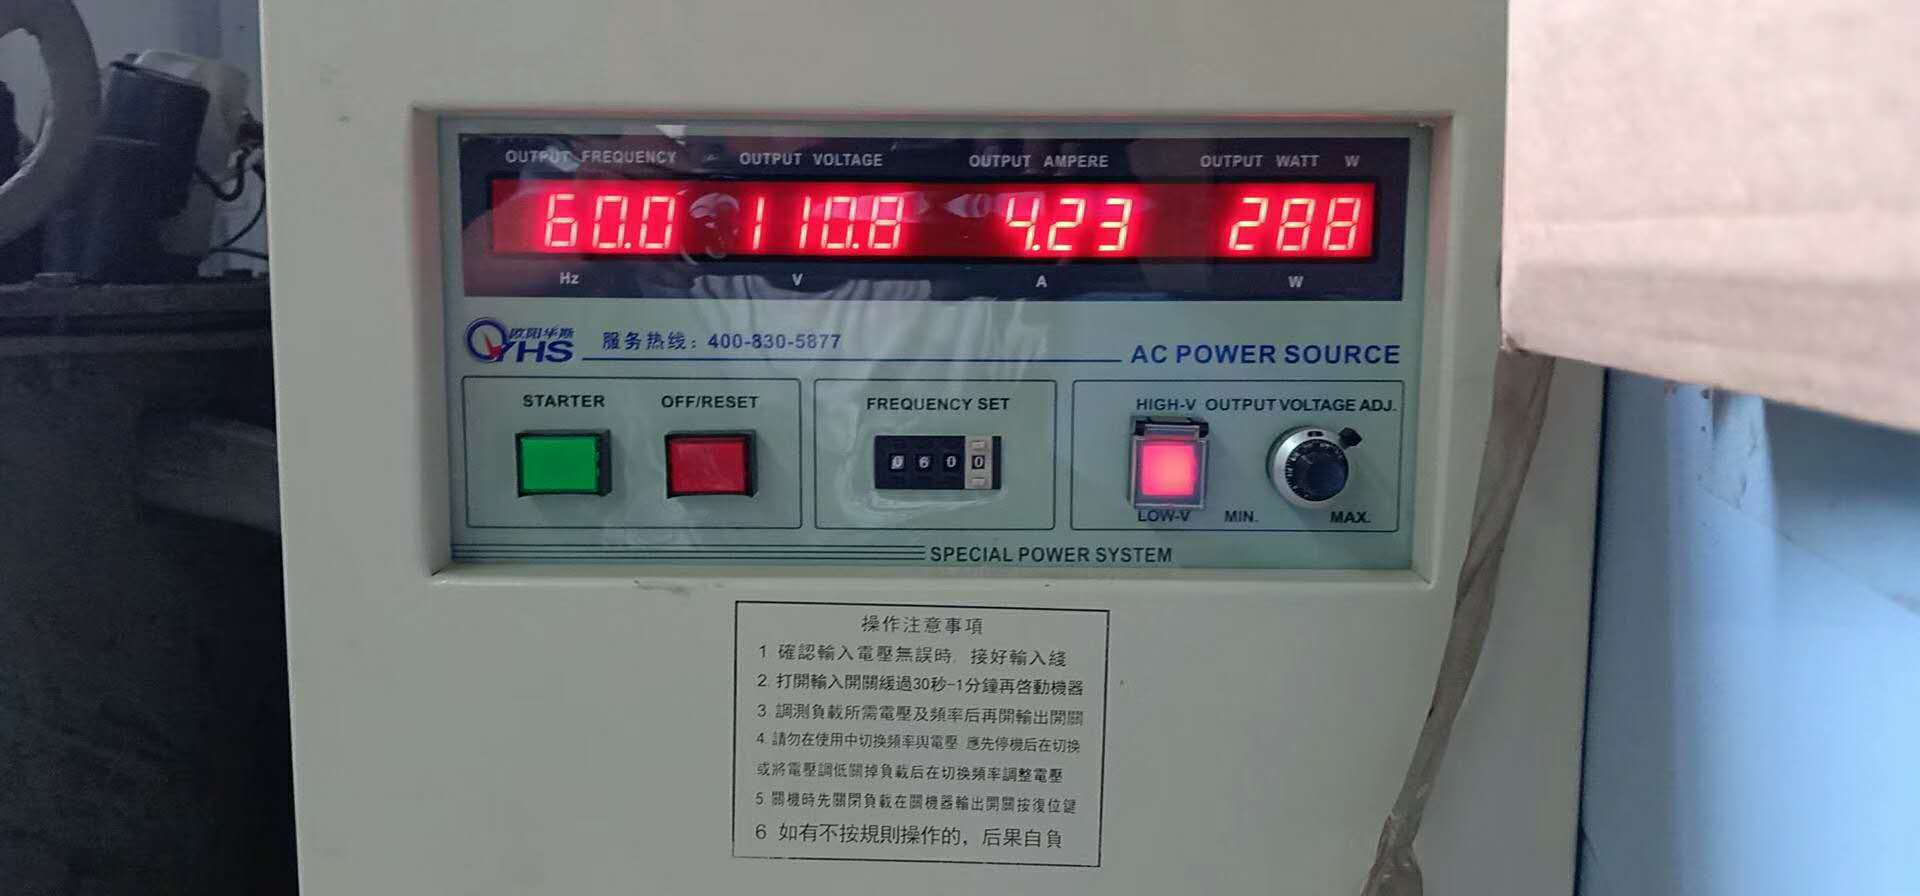 OUTPUT FREQUENCY OUTPUT VOLTAGE OUTPUT AMPERE OUTPUT WATT W
60.0 110.8 4.23 288
Hz V A W
欧阳华斯
OYHS 服务热线：400-830-5877
AC POWER SOURCE
STARTER OFF/RESET FREQUENCY SET HIGH-V OUTPUT VOLTAGE ADJ.
0 6 0 0
LOW-V MIN. MAX.
SPECIAL POWER SYSTEM
操作注意事項
1 確認輸入電壓無誤時，接好輸入綫
2. 打開輸入開關緩過30秒-1分鐘再啓動機器
3. 調測負載所需電壓及頻率后再開輸出開關
4. 請勿在使用中切換頻率與電壓 應先停機后在切換
或將電壓調低關掉負載后在切換頻率調整電壓
5. 關機時先關閉負載在關機器輸出開關按復位鍵
6 如有不按規則操作的，后果自負